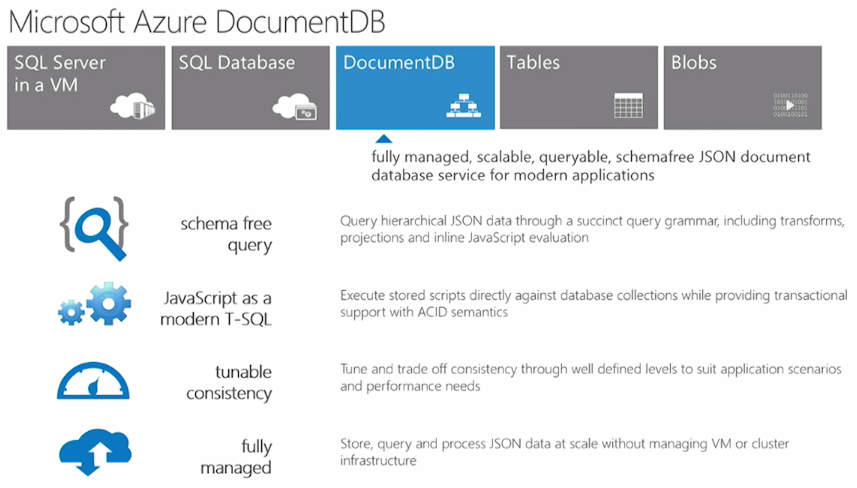 Microsoft Azure DocumentDB
SQL Server
in a VM
SQL Database
DocumentDB
Tables
Blobs
0100110100
0100100101
fully managed, scalable, queryable, schemafree JSON document
database service for modern applications
schema free
query
Query hierarchical JSON data through a succinct query grammar, including transforms,
projections and inline JavaScript evaluation
JavaScript as a
modern T-SQL
Execute stored scripts directly against database collections while providing transactional
support with ACID semantics
tunable
consistency
Tune and trade off consistency through well defined levels to suit application scenarios
and performance needs
fully
managed
Store, query and process JSON data at scale without managing VM or cluster
infrastructure